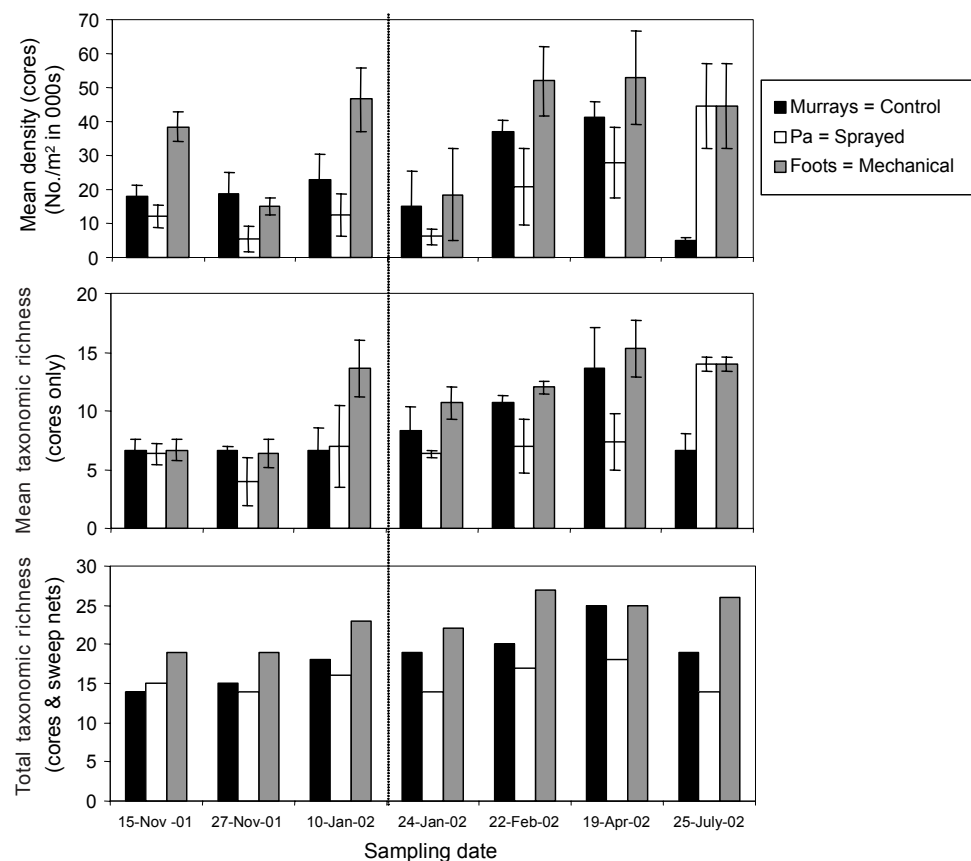 Mean density (cores)
(No./m² in 000s)
70
60
50
40
30
20
10
0
Murrays = Control
Pa = Sprayed
Foots = Mechanical
Mean taxonomic richness
(cores only)
20
15
10
5
0
Total taxonomic richness
(cores & sweep nets)
30
25
20
15
10
5
0
15-Nov -01 27-Nov-01 10-Jan-02 24-Jan-02 22-Feb-02 19-Apr-02 25-July-02
Sampling date